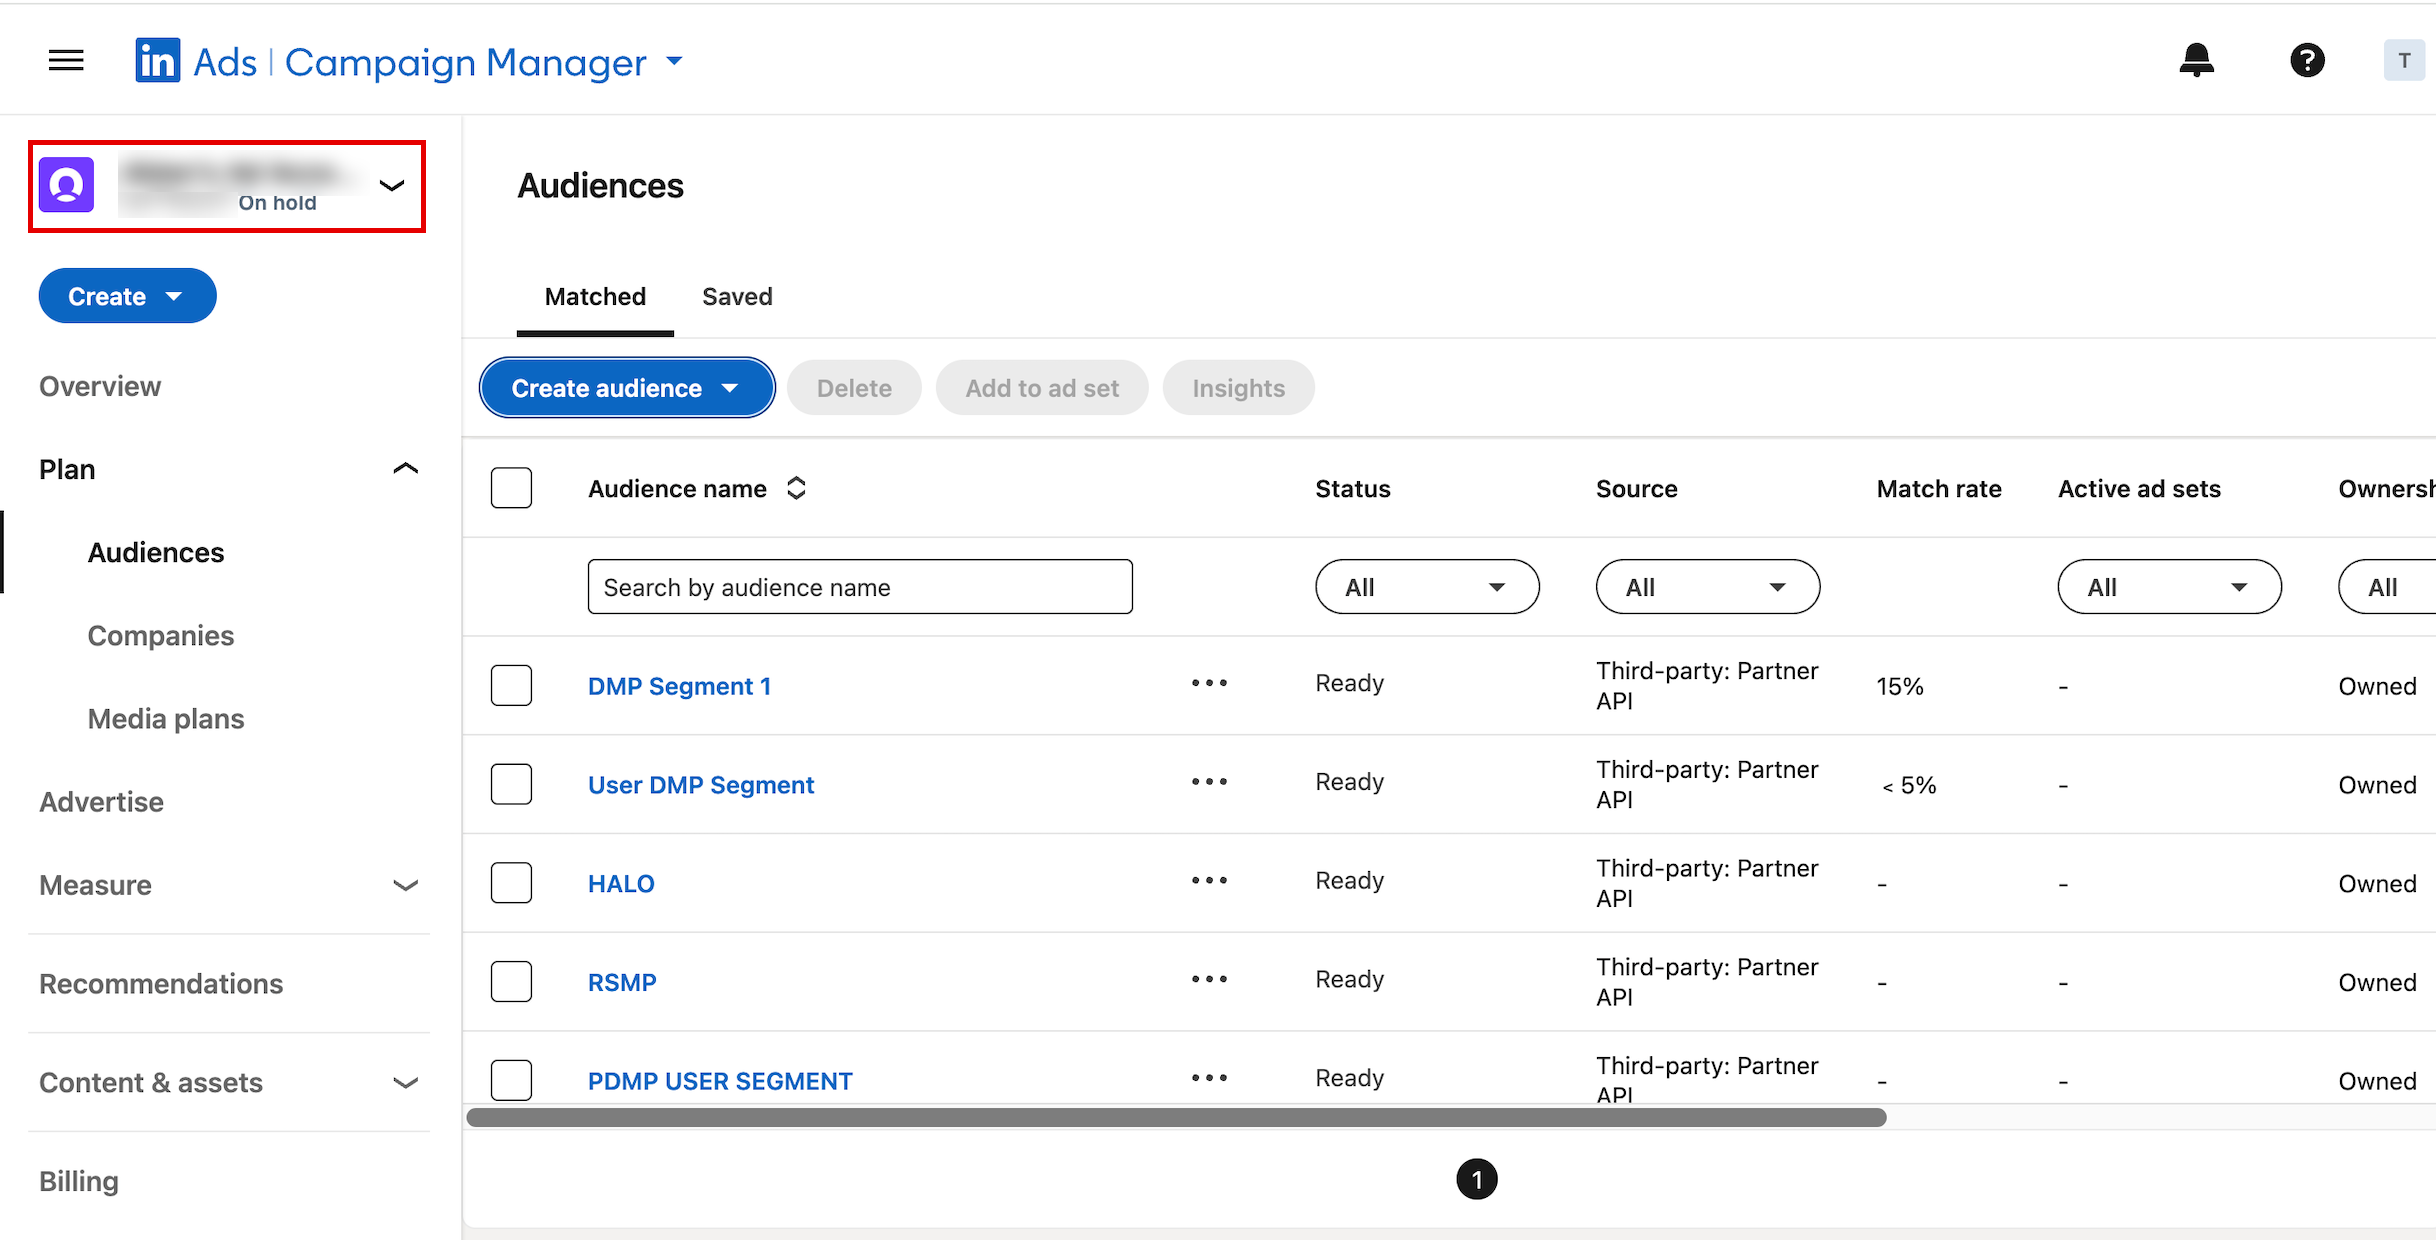 in Ads | Campaign Manager
?
T
On hold
Create
Overview
Plan
Audiences
Companies
Media plans
Advertise
Measure
Recommendations
Content & assets
Billing
Audiences
Matched Saved
Create audience Delete Add to ad set Insights
Audience name Status Source Match rate Active ad sets Ownersh
Search by audience name All All All All
DMP Segment 1 ... Ready Third-party: Partner API 15% - Owned
User DMP Segment ... Ready Third-party: Partner API < 5% - Owned
HALO ... Ready Third-party: Partner API - - Owned
RSMP ... Ready Third-party: Partner API - - Owned
PDMP USER SEGMENT ... Ready Third-party: Partner API - - Owned
1